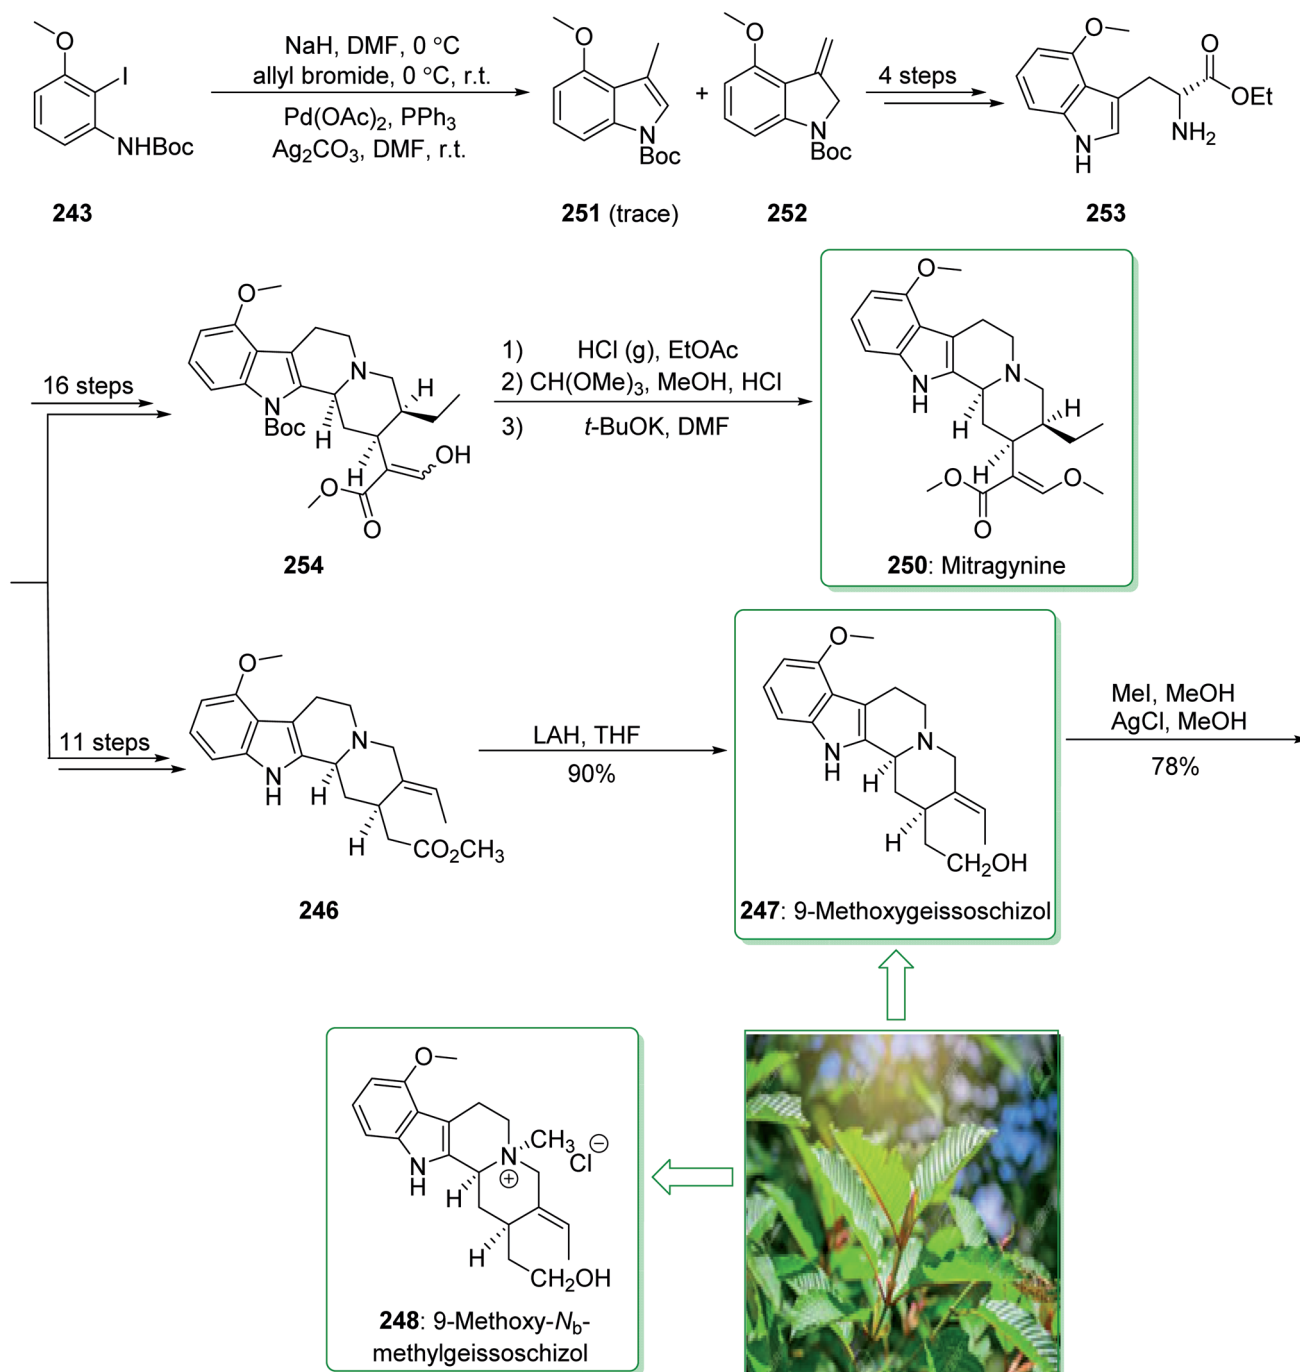 NaH, DMF, 0 °C
allyl bromide, 0 °C, r.t.
Pd(OAc)2, PPh3
Ag2CO3, DMF, r.t.
O
I
NHBoc
243
O
N
Boc
251 (trace)
+
O
N
Boc
252
4 steps
O
O
OEt
NH2
N
H
253
16 steps
O
N
N
Boc
H
H
H
OH
O
O
254
1) HCl (g), EtOAc
2) CH(OMe)3, MeOH, HCl
3) t-BuOK, DMF
O
N
N
H
H
H
H
O
O
O
250: Mitragynine
11 steps
O
N
N
H
H
H
CO2CH3
246
LAH, THF
90%
O
N
N
H
H
H
CH2OH
247: 9-Methoxygeissoschizol
MeI, MeOH
AgCl, MeOH
78%
O
N
CH3
Cl
⊖
⊕
N
H
H
H
CH2OH
248: 9-Methoxy-Nb-
methylgeissoschizol